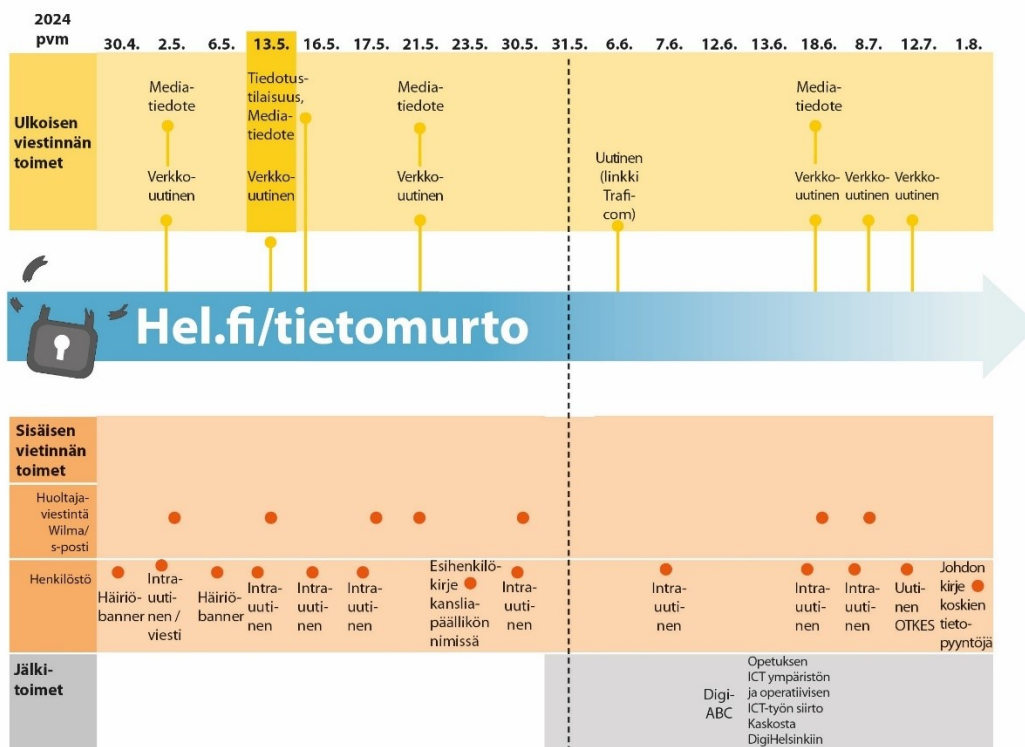 2024
pvm
30.4. 2.5. 6.5. 13.5. 16.5. 17.5. 21.5. 23.5. 30.5. 31.5. 6.6. 7.6. 12.6. 13.6. 18.6. 8.7. 12.7. 1.8.
Ulkoisen
viestinnän
toimet
Media-
tiedote
Verkko-
uutinen
Tiedotus-
tilaisuus,
Media-
tiedote
Verkko-
uutinen
Media-
tiedote
Verkko-
uutinen
Uutinen
(linkki
Trafi-
com)
Media-
tiedote
Verkko-
uutinen
Verkko-
uutinen
Verkko-
uutinen
Hel.fi/tietomurto
Sisäisen
vietinnän
toimet
Huoltaja-
viestintä
Wilma/
s-posti
Henkilöstö
Häiriö-
banner
Intra-
uuti-
nen /
viesti
Häiriö-
banner
Intra-
uuti-
nen
Intra-
uuti-
nen
Intra-
uuti-
nen
Esihenkilö-
kirje
kanslia-
päällikön
nimissä
Intra-
uuti-
nen
Intra-
uuti-
nen
Intra-
uuti-
nen
Intra-
uuti-
nen
Uuti-
nen
OTKES
Johdon
kirje
koskien
tieto-
pyyntöjä
Jälki-
toimet
Digi-
ABC
Opetuksen
ICT ympäristön
ja operatiivisen
ICT-työn siirto
Kaskosta
DigiHelsinkiin